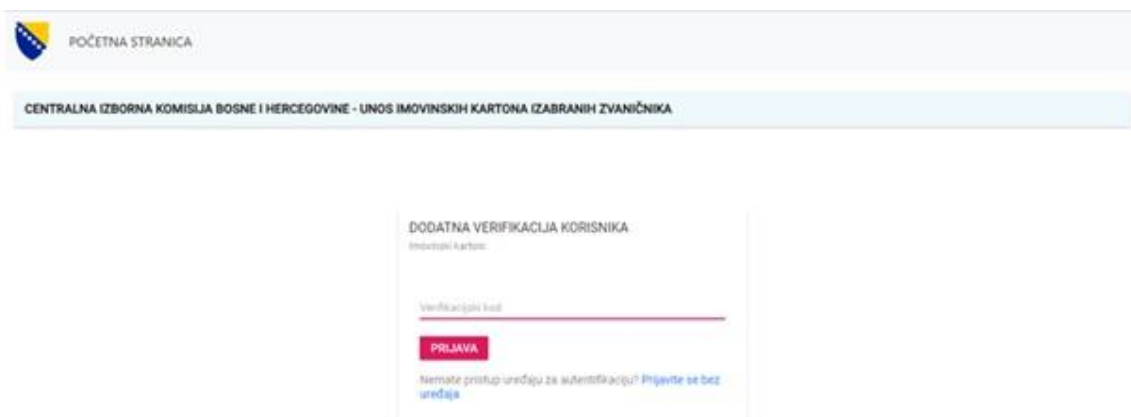 POČETNA STRANICA
CENTRALNA IZBORNA KOMISIJA BOSNE I HERCEGOVINE - UNOS IMOVINSKIH KARTONA IZABRANIH ZVANIČNIKA
DODATNA VERIFIKACIJA KORISNIKA
Imovinski kartoni
Verifikacijski kod
PRIJAVA
Nemate pristup uređaju za autentifikaciju? Prijavite se bez
uređaja